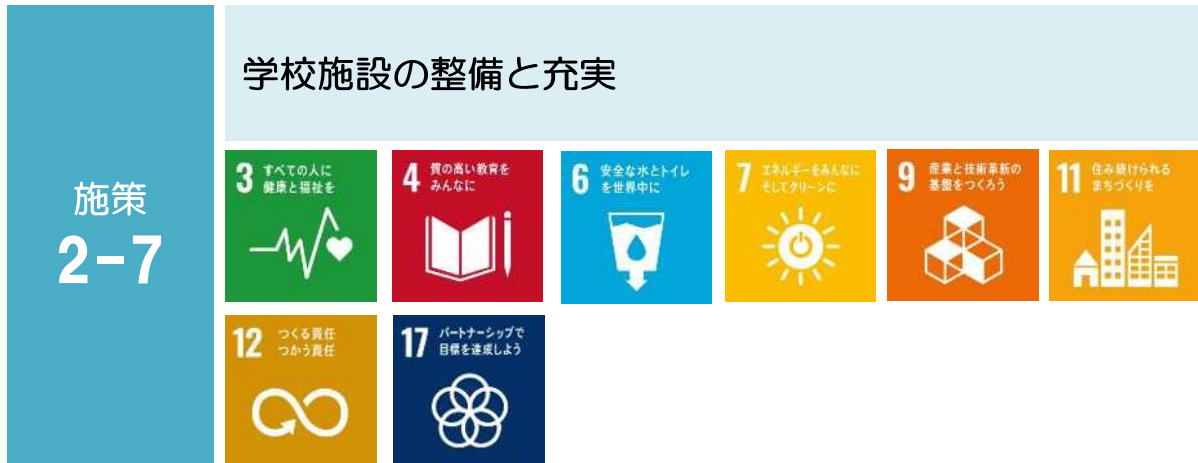 施策
2-7
学校施設の整備と充実
3 すべての人に
健康と福祉を
4 質の高い教育を
みんなに
6 安全な水とトイレ
を世界中に
7 エネルギーをみんなに
そしてクリーンに
9 産業と技術革新の
基盤をつくろう
11 住み続けられる
まちづくりを
12 つくる責任
つかう責任
17 パートナーシップで
目標を達成しよう